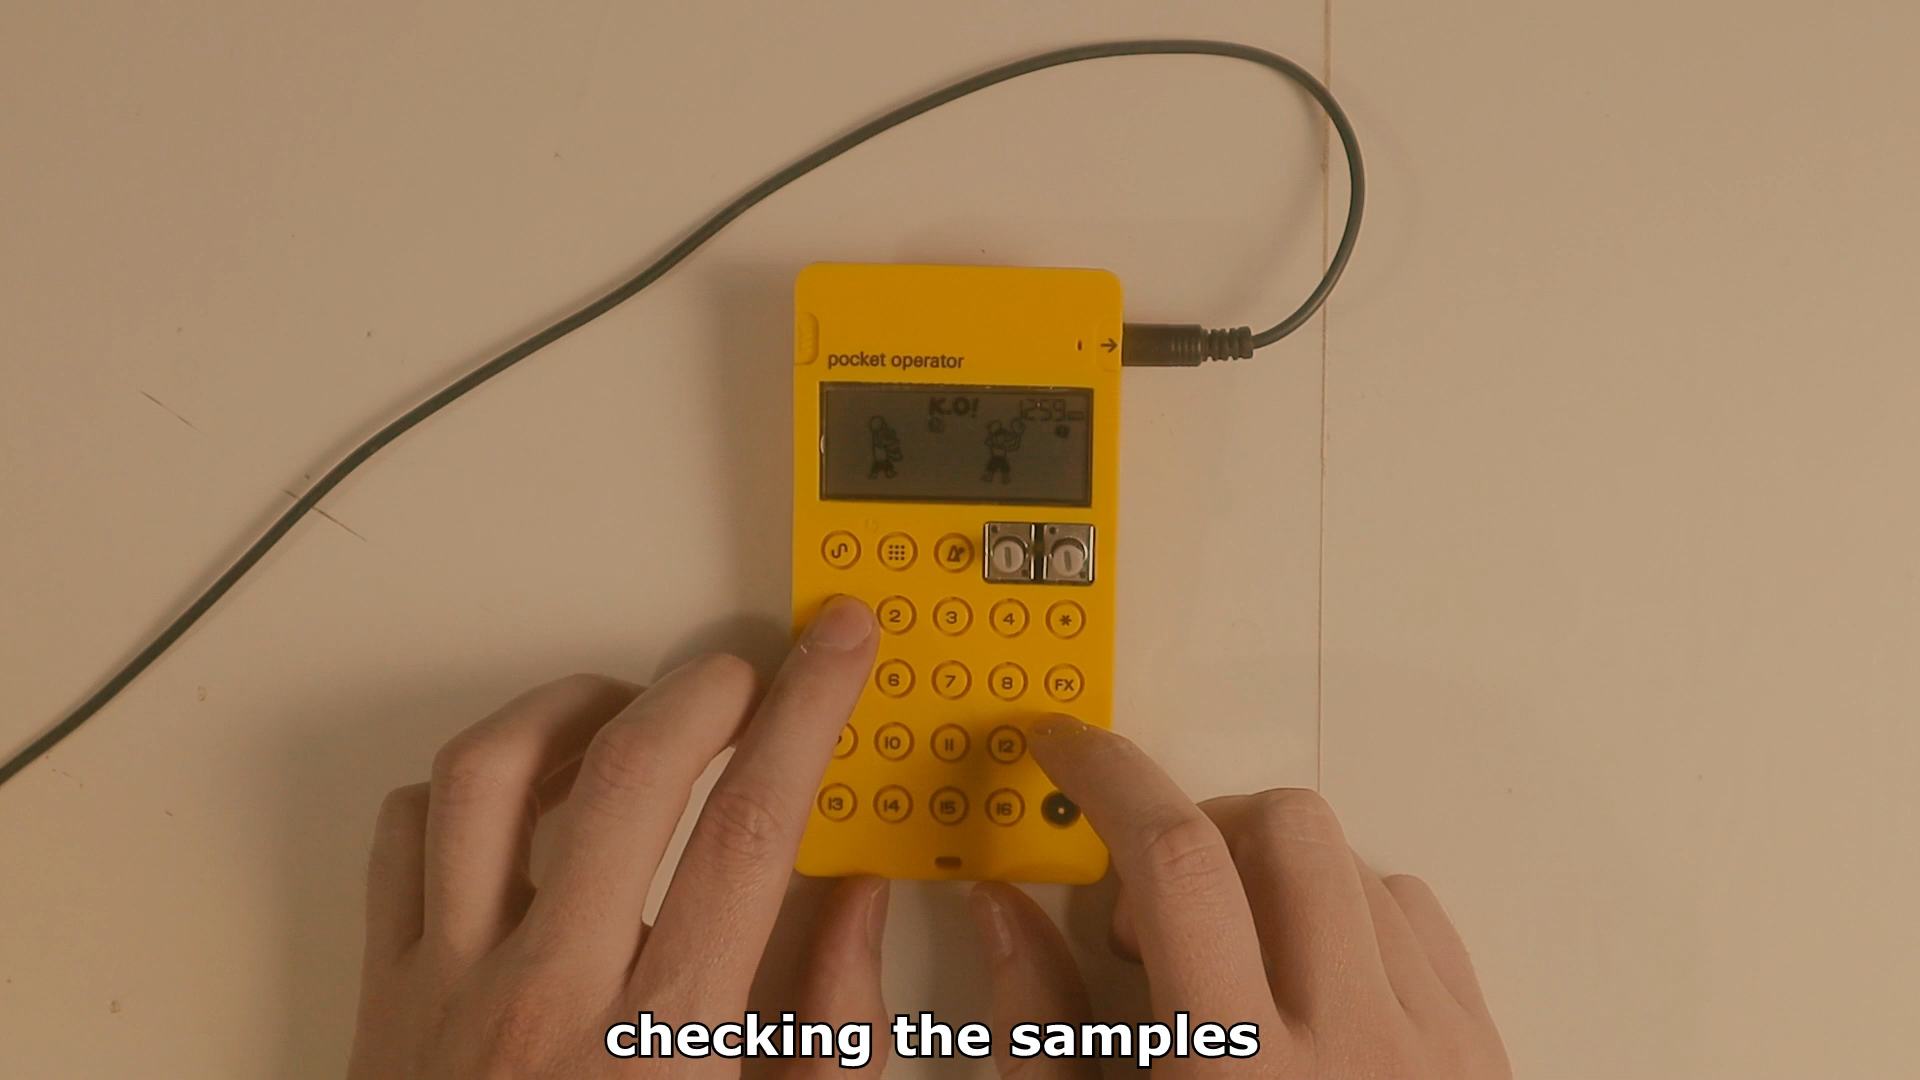 pocket operator
K.O!
2 3 4 *
6 7 8 FX
10 11 12
13 14 15 16
checking the samples